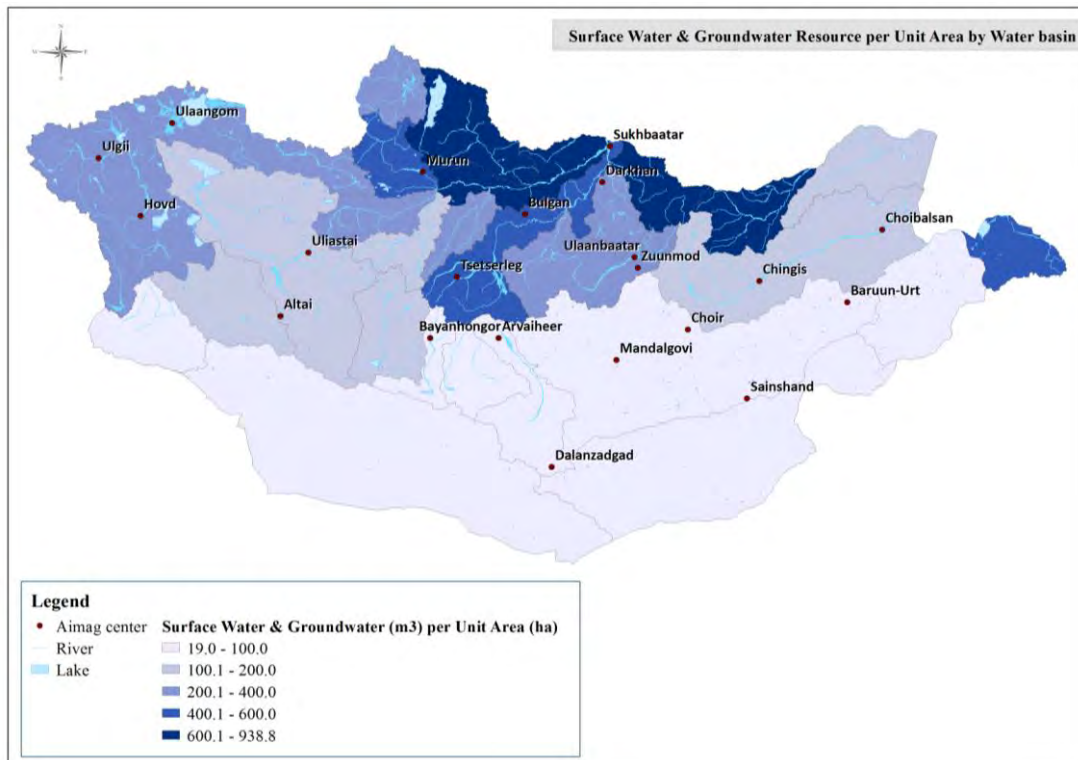 Surface Water & Groundwater Resource per Unit Area by Water basin
N
Ulaangom
Ulgii
Sukhbaatar
Murun
Darkhan
Hovd
Bulgan
Choibalsan
Uliastai
Ulaanbaatar
Zuunmod
Tsetserleg
Chingis
Baruun-Urt
Altai
Bayanhongor
Arvaiheer
Choir
Mandalgovi
Sainshand
Dalanzadgad
Legend
Aimag center
River
Lake
Surface Water & Groundwater (m3) per Unit Area (ha)
19.0 - 100.0
100.1 - 200.0
200.1 - 400.0
400.1 - 600.0
600.1 - 938.8